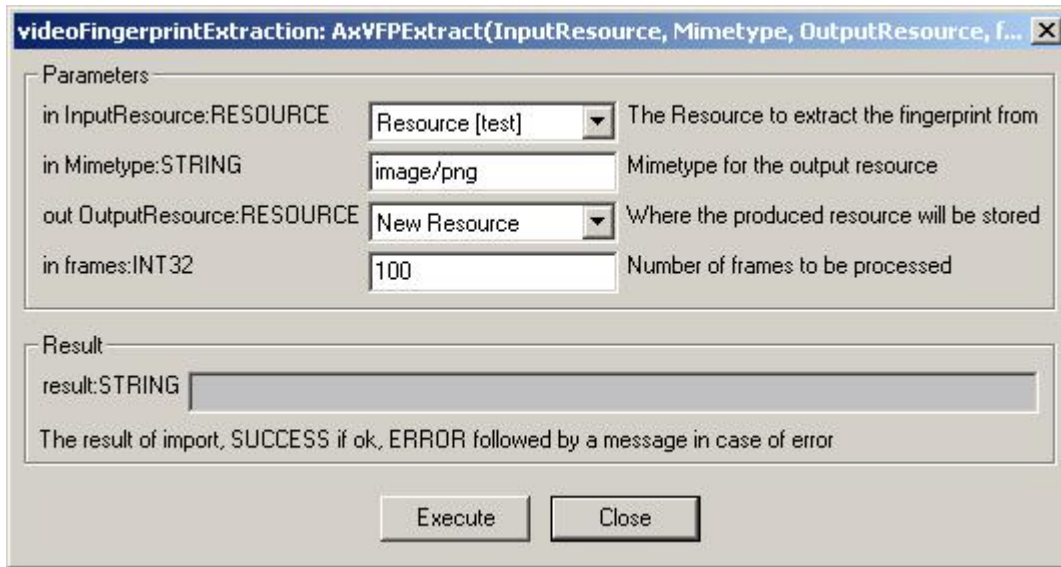 videoFingerprintExtraction: AxVFPExtract(InputResource, Mimetype, OutputResource, f...
Parameters
in InputResource:RESOURCE Resource [test] The Resource to extract the fingerprint from
in Mimetype:STRING image/png Mimetype for the output resource
out OutputResource:RESOURCE New Resource Where the produced resource will be stored
in frames:INT32 100 Number of frames to be processed
Result
result:STRING
The result of import, SUCCESS if ok, ERROR followed by a message in case of error
Execute Close